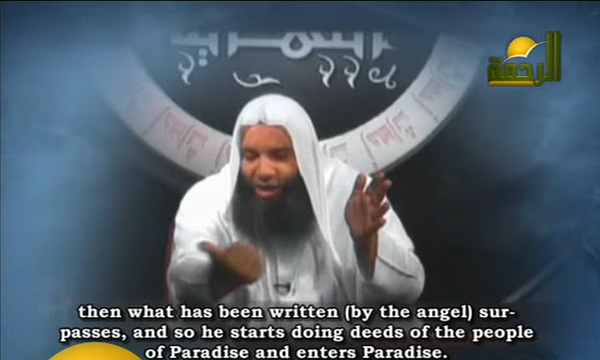 الرحمة
then what has been written (by the angel) sur-
passes, and so he starts doing deeds of the people
of Paradise and enters Paradise.